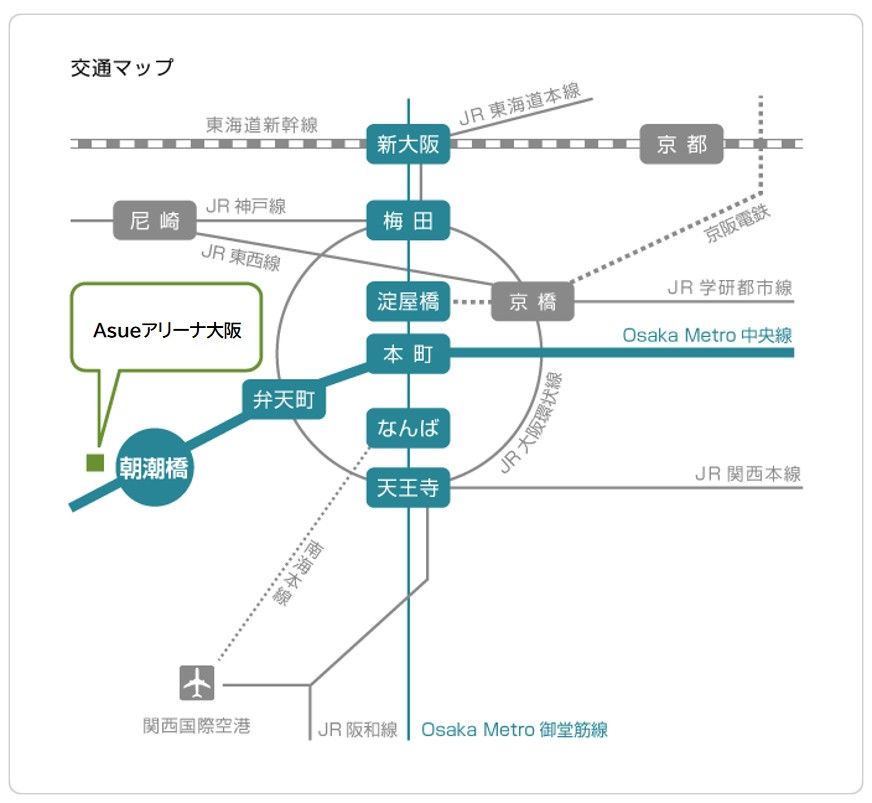 交通マップ
JR 東海道本線
東海道新幹線
新大阪
京都
JR 神戸線
尼崎
梅田
京阪電鉄
JR 東西線
JR 学研都市線
淀屋橋
京橋
Asueアリーナ大阪
Osaka Metro 中央線
本町
弁天町
JR 大阪環状線
なんば
朝潮橋
天王寺
JR 関西本線
南海本線
関西国際空港
JR 阪和線
Osaka Metro 御堂筋線